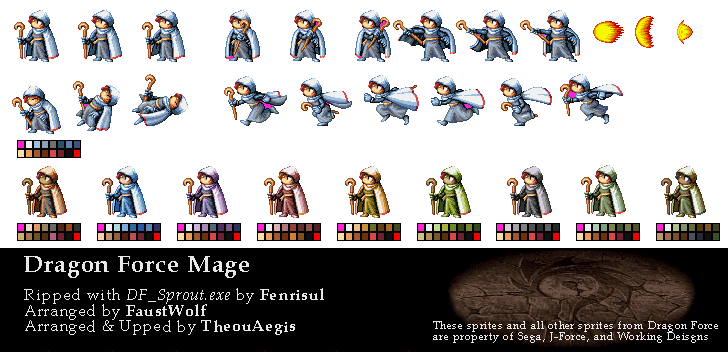 Dragon Force Mage
Ripped with DF_Sprout.exe by Fenrisul
Arranged by FaustWolf
Arranged & Upped by TheouAegis
These sprites and all other sprites from Dragon Force
are property of Sega, J-Force, and Working Deisgns